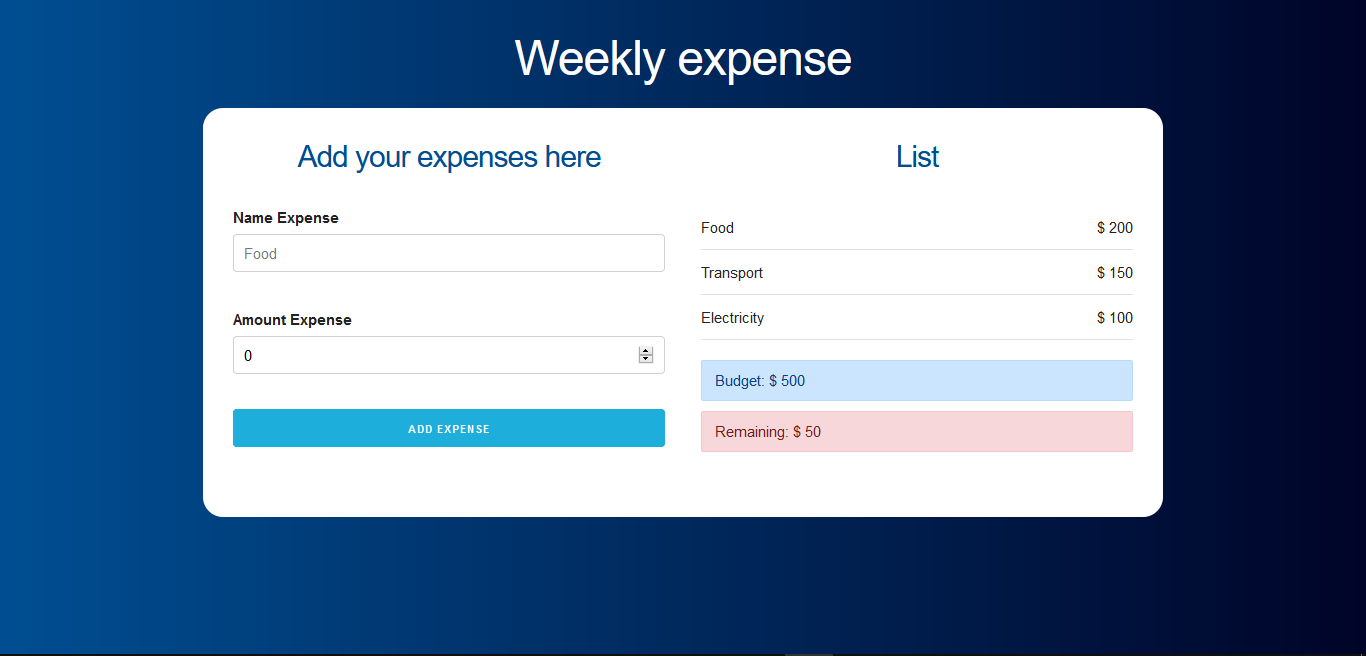 Weekly expense
Add your expenses here
Name Expense
Food
Amount Expense
0
ADD EXPENSE
List
Food $ 200
Transport $ 150
Electricity $ 100
Budget: $ 500
Remaining: $ 50